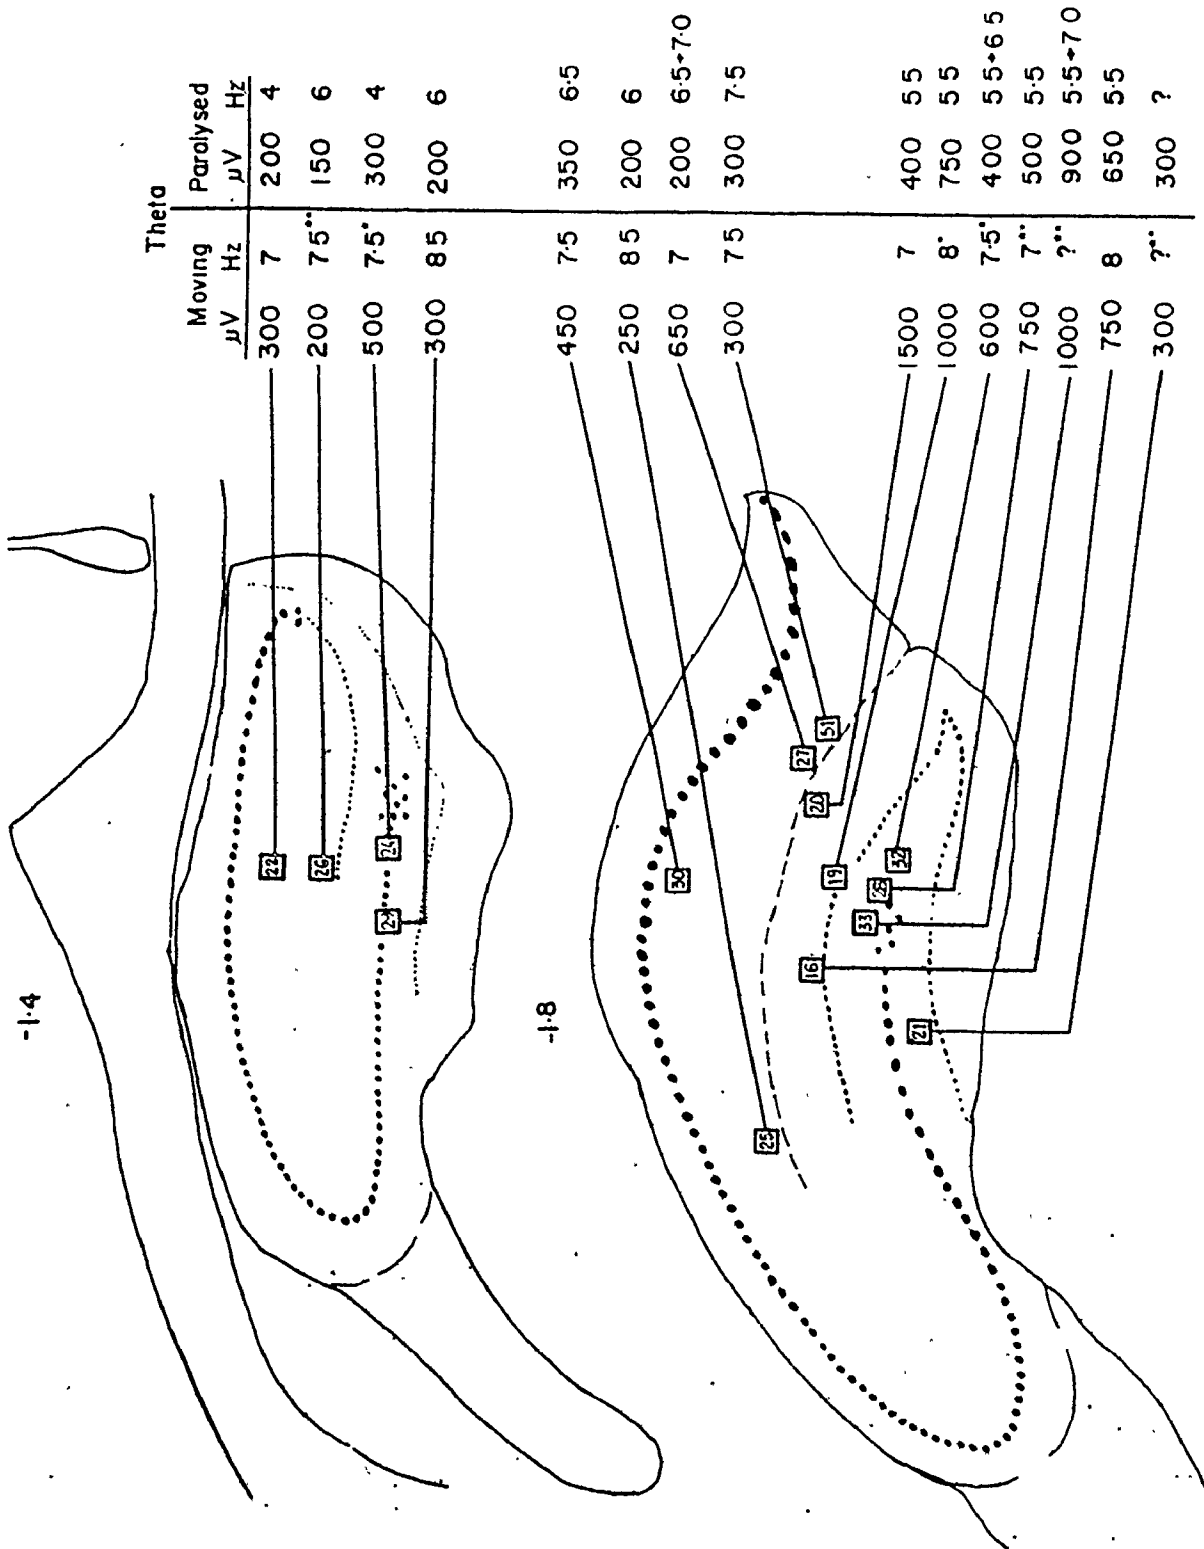 -1·4
Theta
Moving Paralysed
µV Hz µV Hz
22 300 7 200 4
26 200 7 5** 150 6
24 500 7·5* 300 4
300 8 5 200 6
-1·8
30 450 7·5 350 6·5
25 250 8 5 200 6
27 650 7 200 6·5→7·0
51 300 7 5 300 7·5
20 1500 7 400 5 5
19 1000 8* 750 5 5
32 600 7·5* 400 5 5→6 5
28 750 7** 500 5·5
33 1000 ?** 900 5·5→7 0
16 750 8 650 5·5
21 300 ?** 300 ?